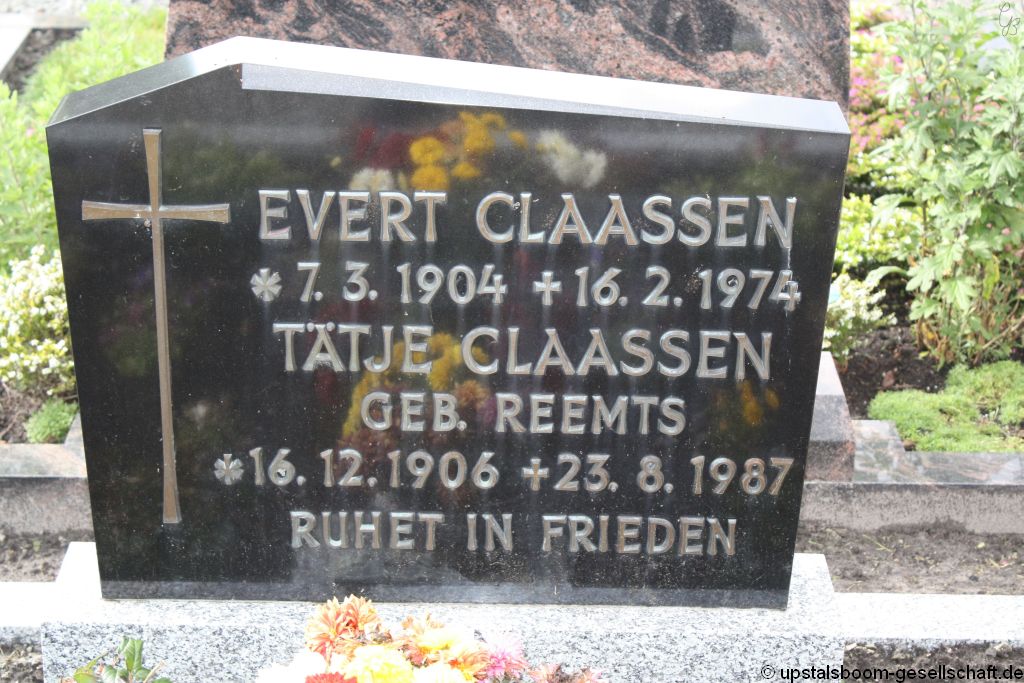 EVERT CLAASSEN
* 7. 3. 1904 + 16. 2. 1974
TÄTJE CLAASSEN
GEB. REEMTS
* 16. 12. 1906 + 23. 8. 1987
RUHET IN FRIEDEN
© upstalsboom-gesellschaft.de